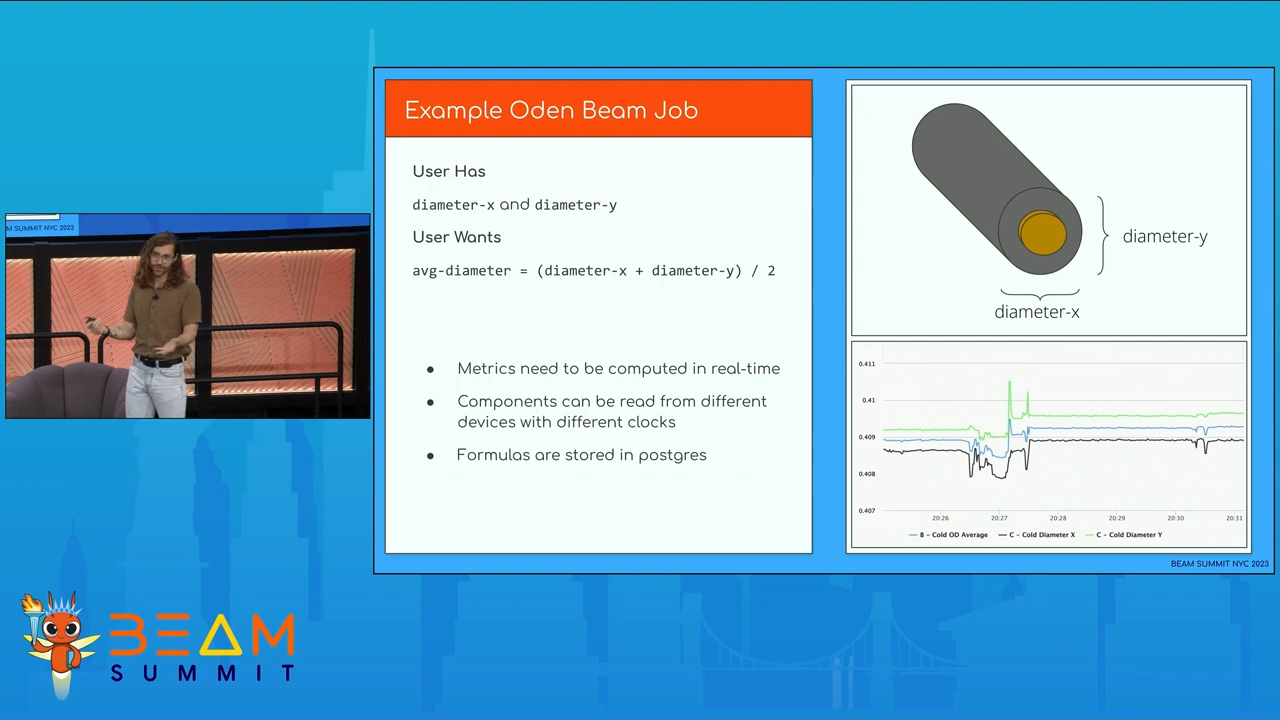 M SUMMIT NYC 2023
Example Oden Beam Job
User Has
diameter-x and diameter-y
User Wants
avg-diameter = (diameter-x + diameter-y) / 2
● Metrics need to be computed in real-time
● Components can be read from different
devices with different clocks
● Formulas are stored in postgres
diameter-y
diameter-x
0.411
0.41
0.409
0.408
0.407
20:26 20:27 20:28 20:29 20:30 20:31
B - Cold OD Average C - Cold Diameter X C - Cold Diameter Y
BEAM SUMMIT NYC 2023
BEAM
SUMMIT